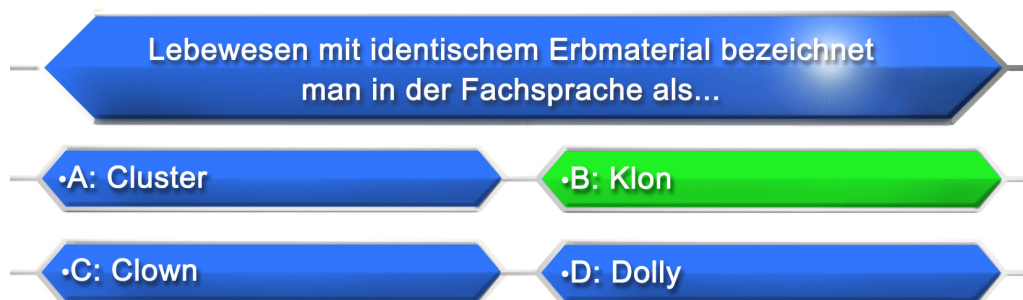 Lebewesen mit identischem Erbmaterial bezeichnet
man in der Fachsprache als...
•A: Cluster
•B: Klon
•C: Clown
•D: Dolly